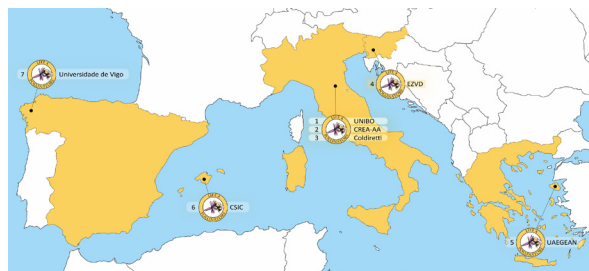 7 Universidade de Vigo
4 EZVD
1 UNIBO
2 CREA-AA
3 Coldiretti
6 CSIC
5 UAEGEAN